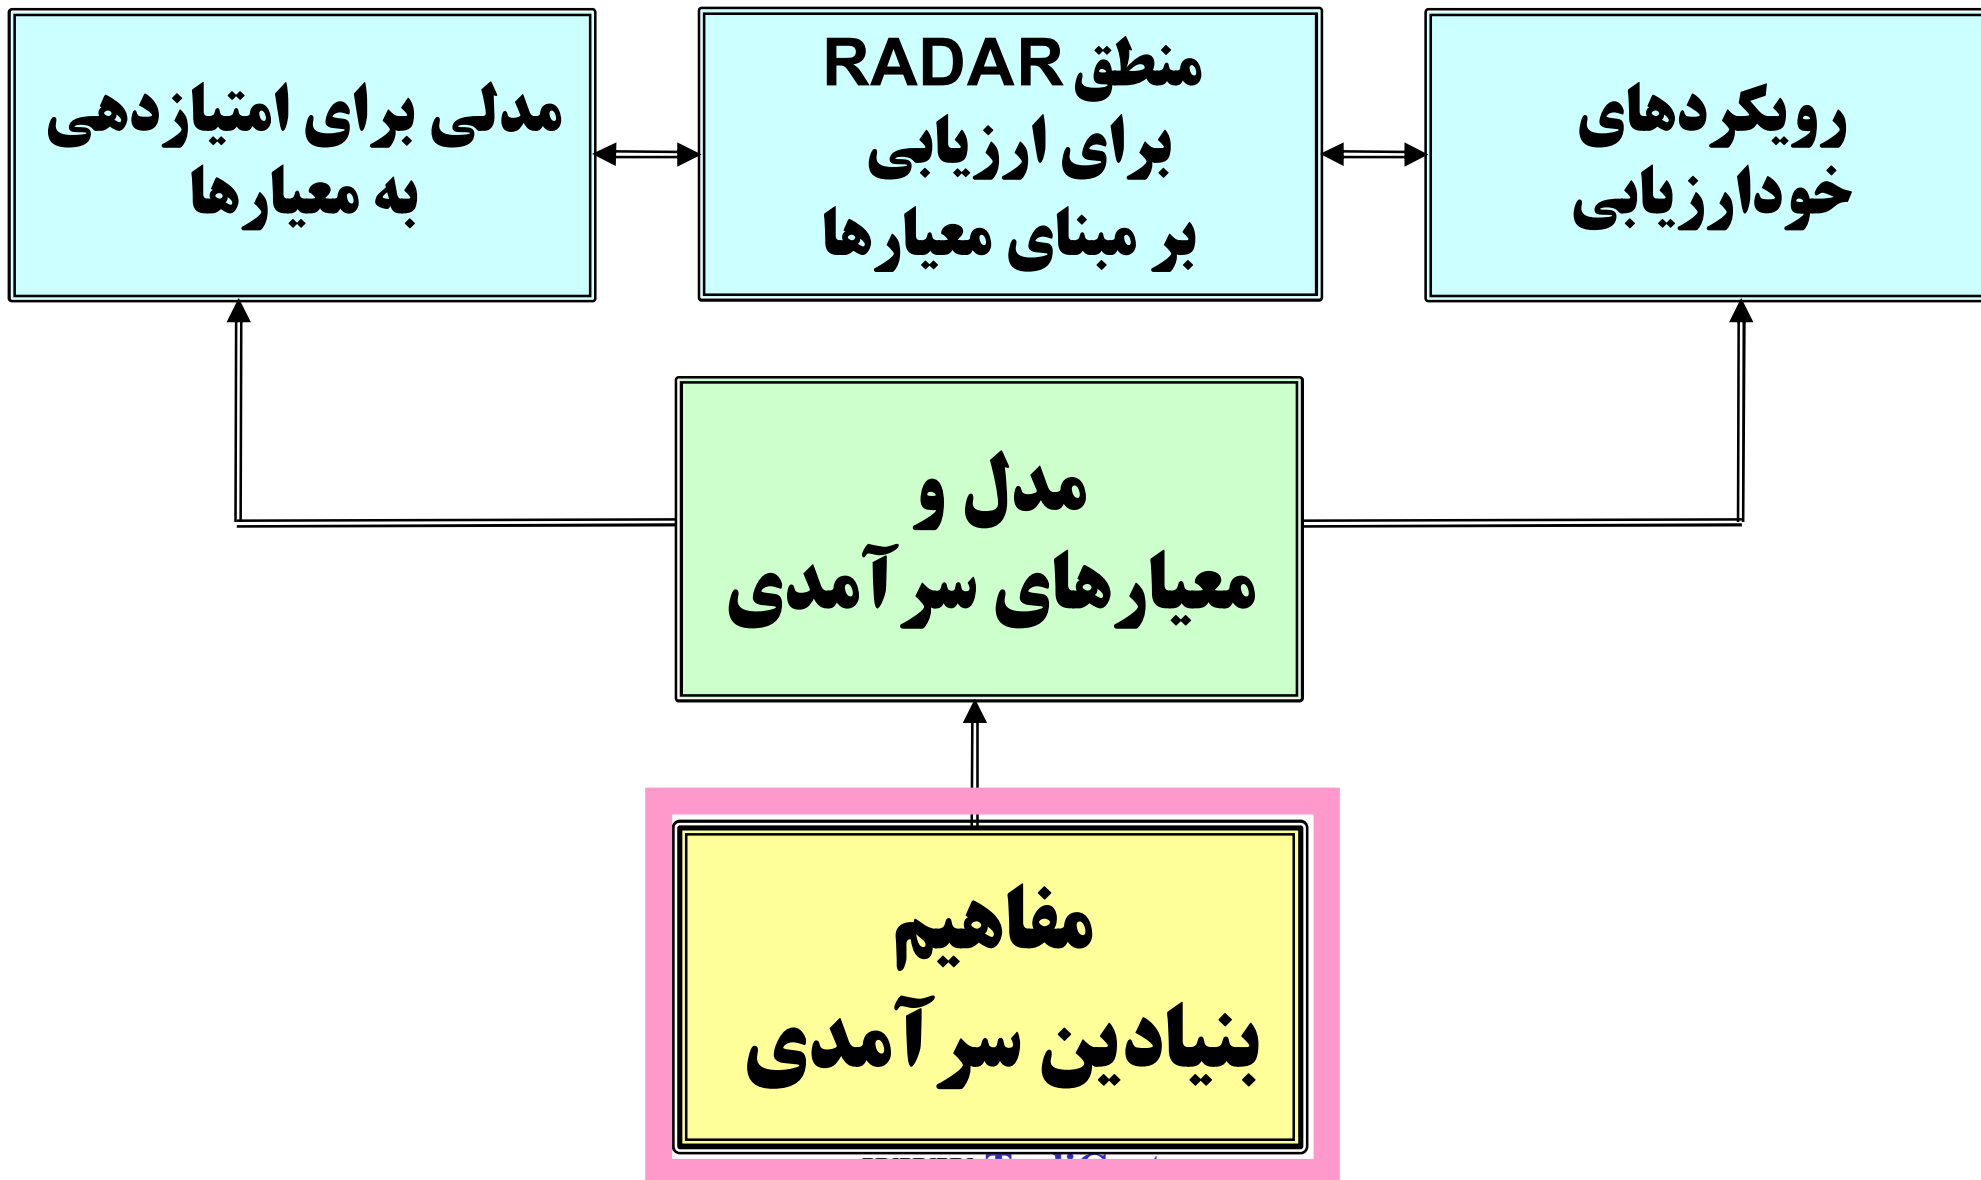 رویکردهای
خودارزیابی
منطق RADAR
برای ارزیابی
بر مبنای معیارها
مدلی برای امتیازدهی
به معیارها
مدل و
معیارهای سرآمدی
مفاهیم
بنیادین سرآمدی